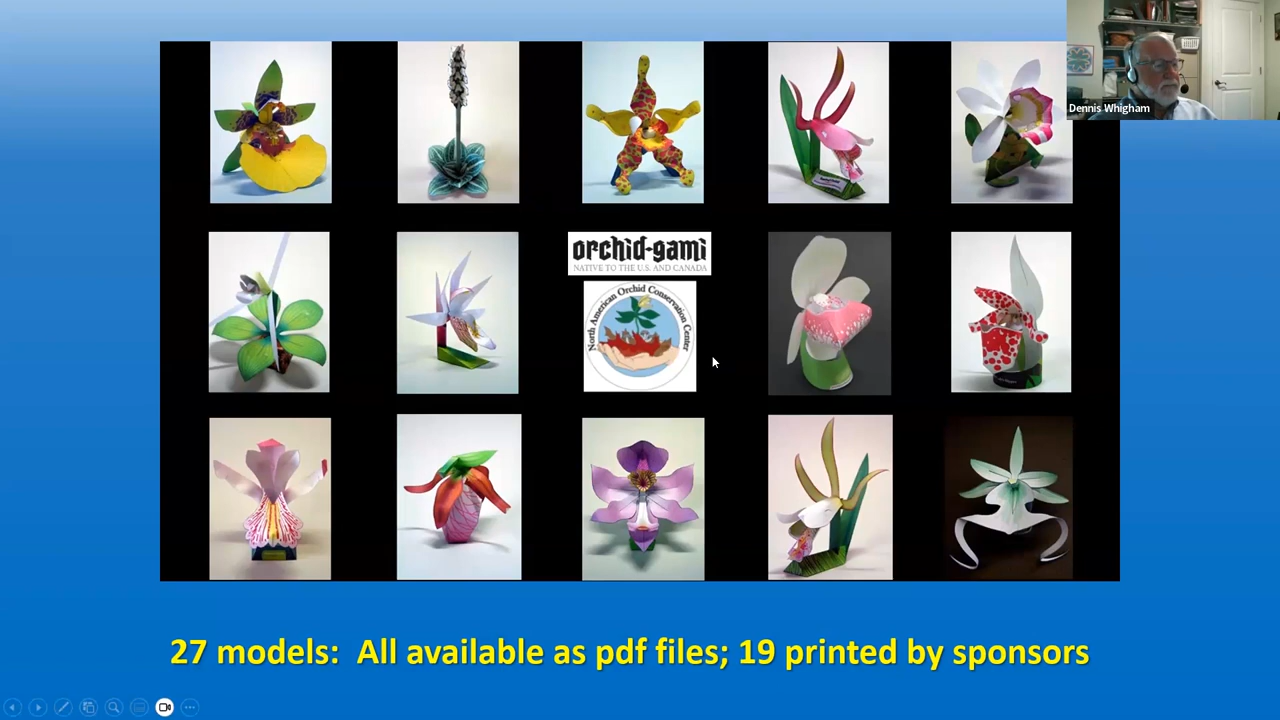 Dennis Whigham
orchid-gami
NATIVE TO THE U.S. AND CANADA
North American Orchid Conservation Center
27 models:  All available as pdf files; 19 printed by sponsors